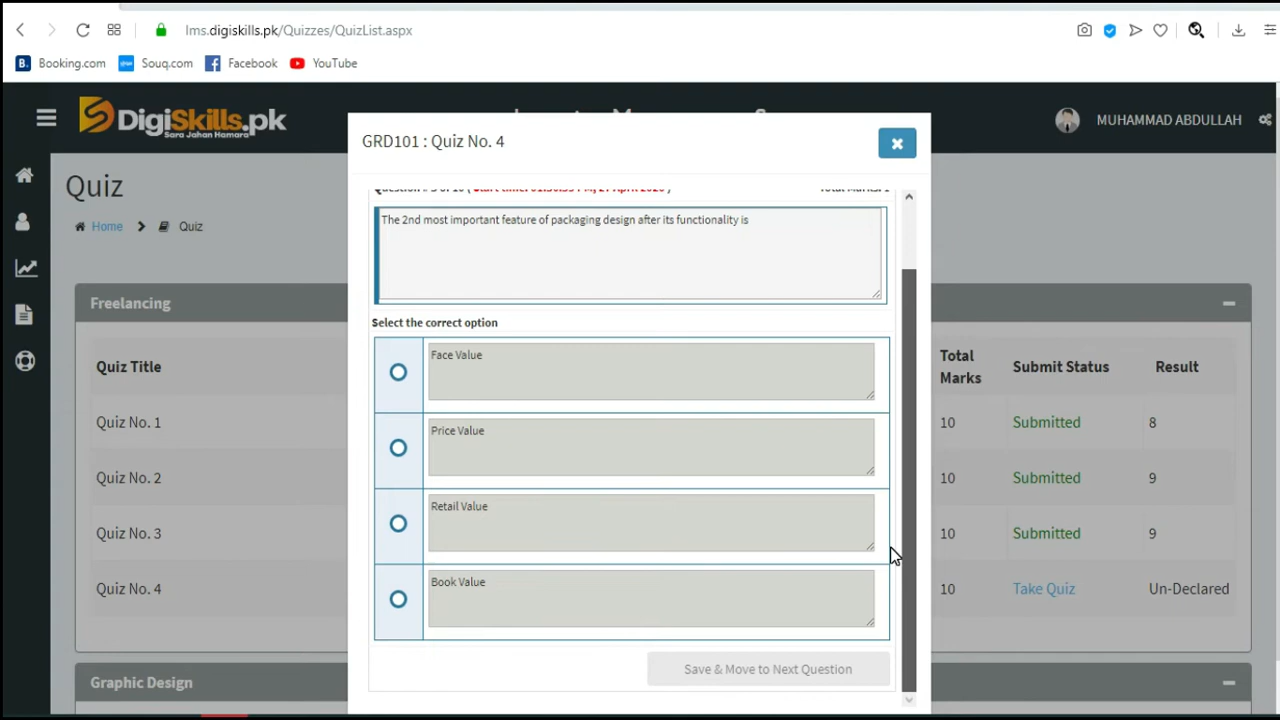 lms.digiskills.pk/Quizzes/QuizList.aspx
B. Booking.com Souq.com Facebook YouTube
DigiSkills.pk
Sara Jahan Hamara
MUHAMMAD ABDULLAH
GRD101 : Quiz No. 4
Quiz
Home Quiz
The 2nd most important feature of packaging design after its functionality is
Select the correct option
Face Value
Price Value
Retail Value
Book Value
Save & Move to Next Question
Freelancing
Quiz Title Total Marks Submit Status Result
Quiz No. 1 10 Submitted 8
Quiz No. 2 10 Submitted 9
Quiz No. 3 10 Submitted 9
Quiz No. 4 10 Take Quiz Un-Declared
Graphic Design